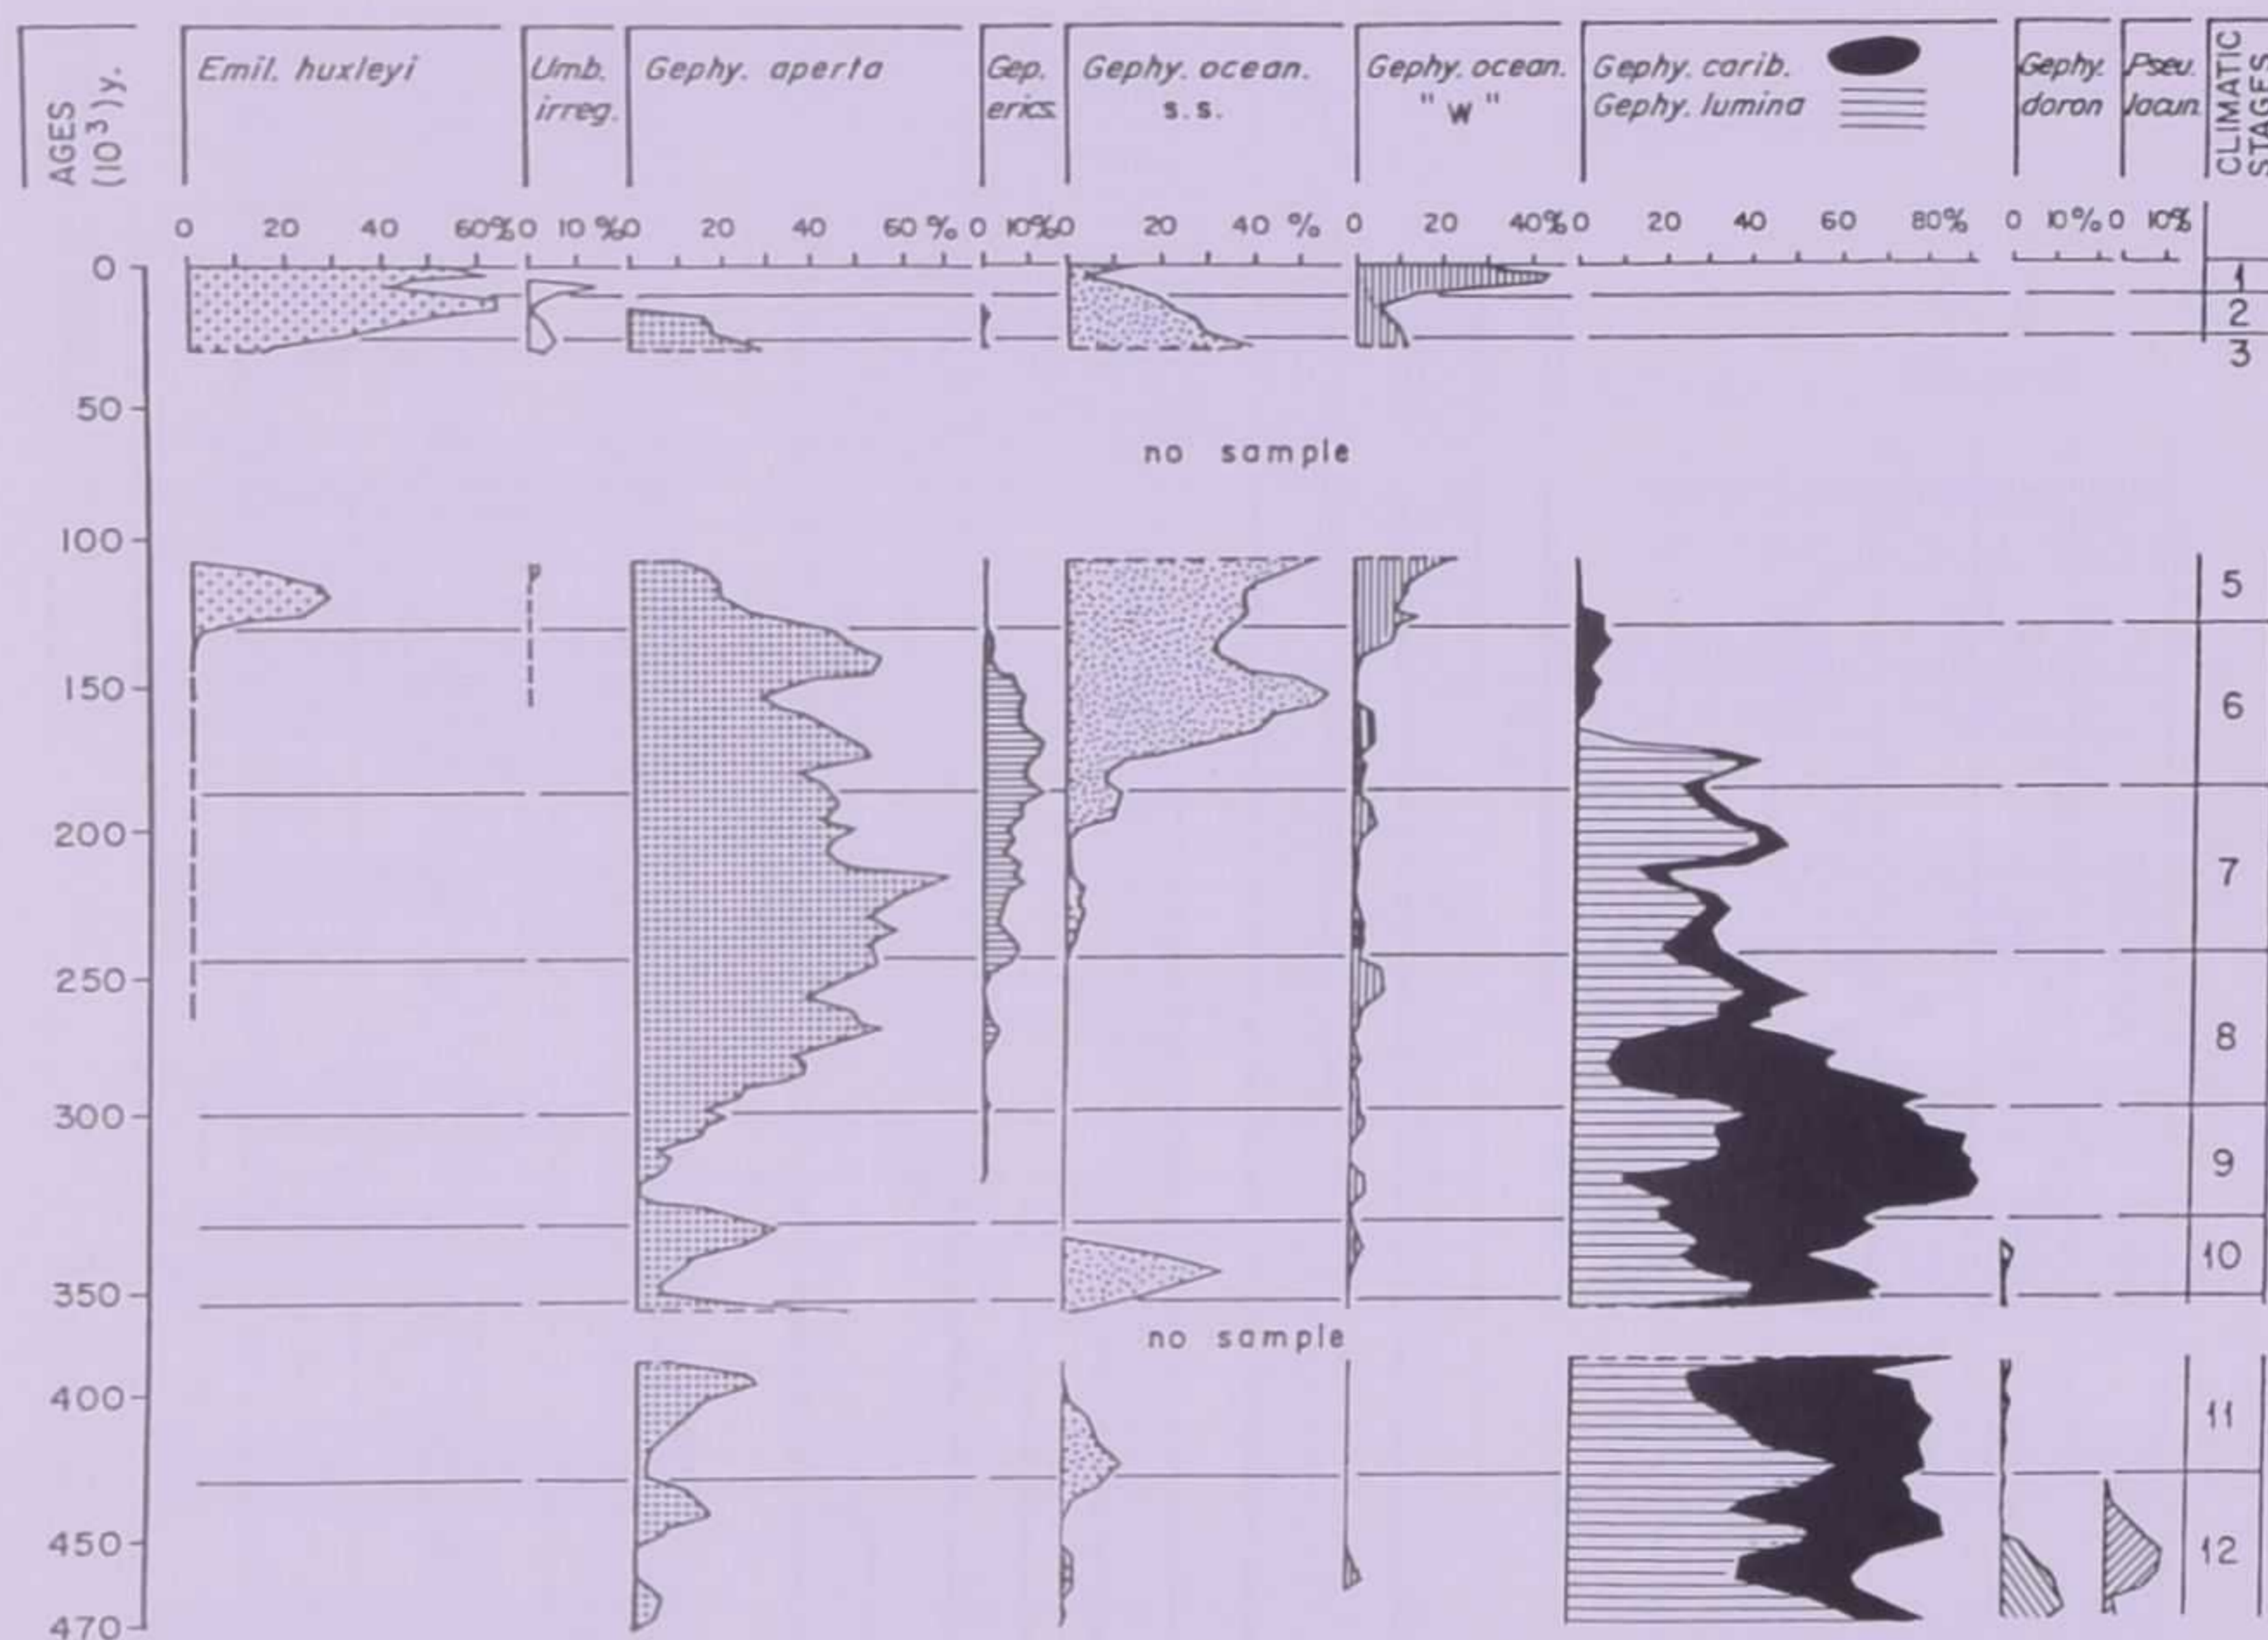 AGES
(10³)y.
Emil. huxleyi
Umb.
irreg.
Gephy. aperta
Gep.
erics.
Gephy. ocean.
s.s.
Gephy. ocean.
"w"
Gephy. carib.
Gephy. lumina
Gephy.
doron
Pseu.
lacun.
CLIMATIC
STAGES
0 20 40 60%
0 10%
0 20 40 60%
0 10%
0 20 40 %
0 20 40%
0 20 40 60 80%
0 10%
0 10%
0
1
2
3
50
no sample
100
5
150
6
200
7
250
8
300
9
10
350
no sample
400
11
450
12
470